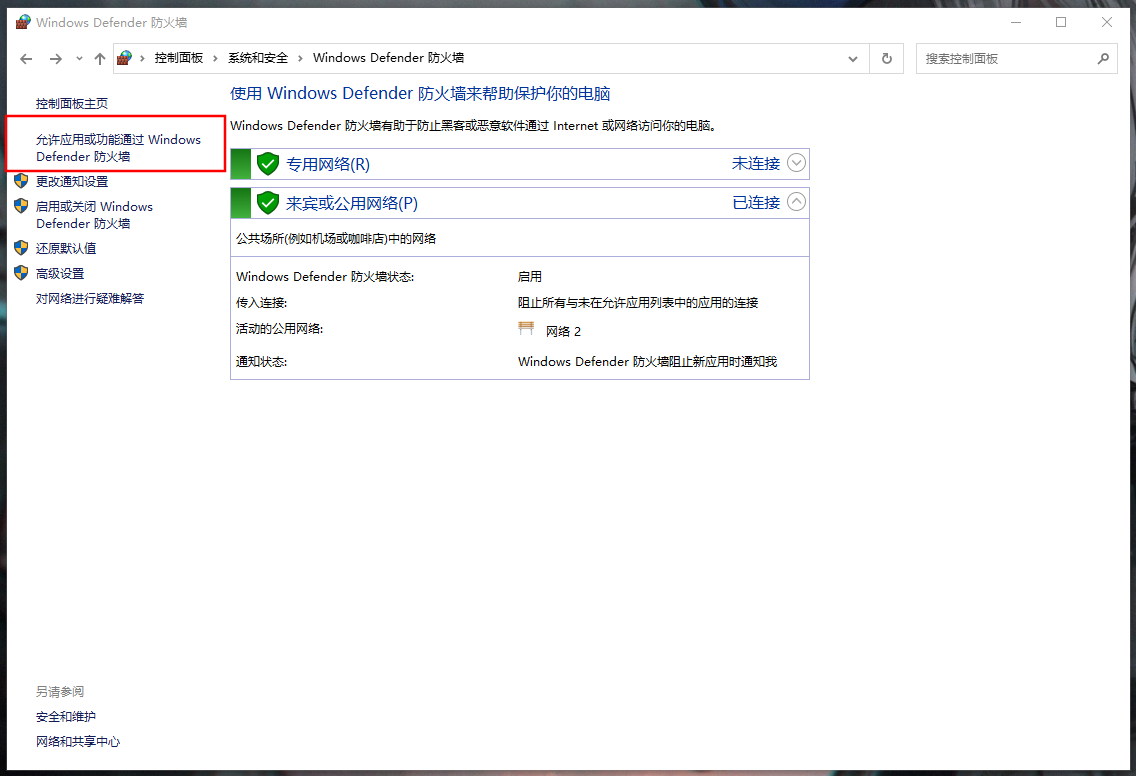 Windows Defender 防火墙
控制面板 › 系统和安全 › Windows Defender 防火墙
搜索控制面板
控制面板主页
允许应用或功能通过 Windows
Defender 防火墙
更改通知设置
启用或关闭 Windows
Defender 防火墙
还原默认值
高级设置
对网络进行疑难解答
使用 Windows Defender 防火墙来帮助保护你的电脑
Windows Defender 防火墙有助于防止黑客或恶意软件通过 Internet 或网络访问你的电脑。
专用网络(R) 未连接
来宾或公用网络(P) 已连接
公共场所(例如机场或咖啡店)中的网络
Windows Defender 防火墙状态: 启用
传入连接: 阻止所有与未在允许应用列表中的应用的连接
活动的公用网络: 网络 2
通知状态: Windows Defender 防火墙阻止新应用时通知我
另请参阅
安全和维护
网络和共享中心